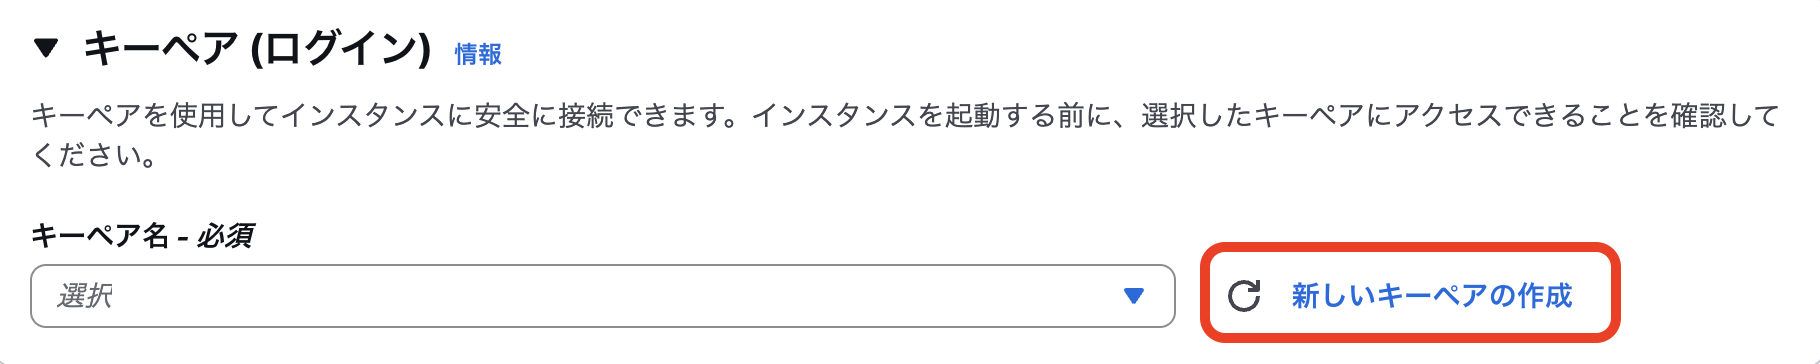 キーペア (ログイン) 情報
キーペアを使用してインスタンスに安全に接続できます。インスタンスを起動する前に、選択したキーペアにアクセスできることを確認して
ください。
キーペア名 - 必須
選択 新しいキーペアの作成